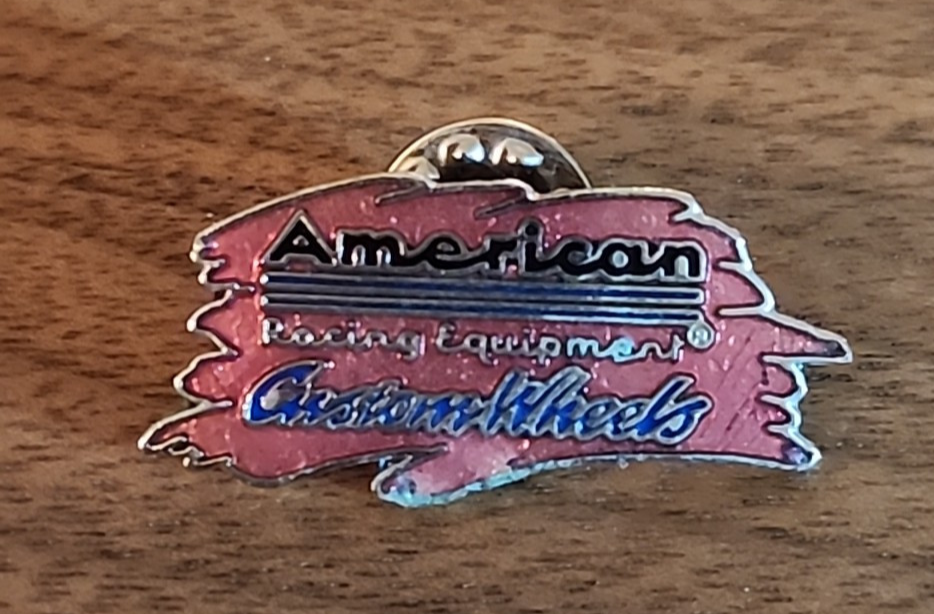 American
Racing Equipment®
Custom Wheels